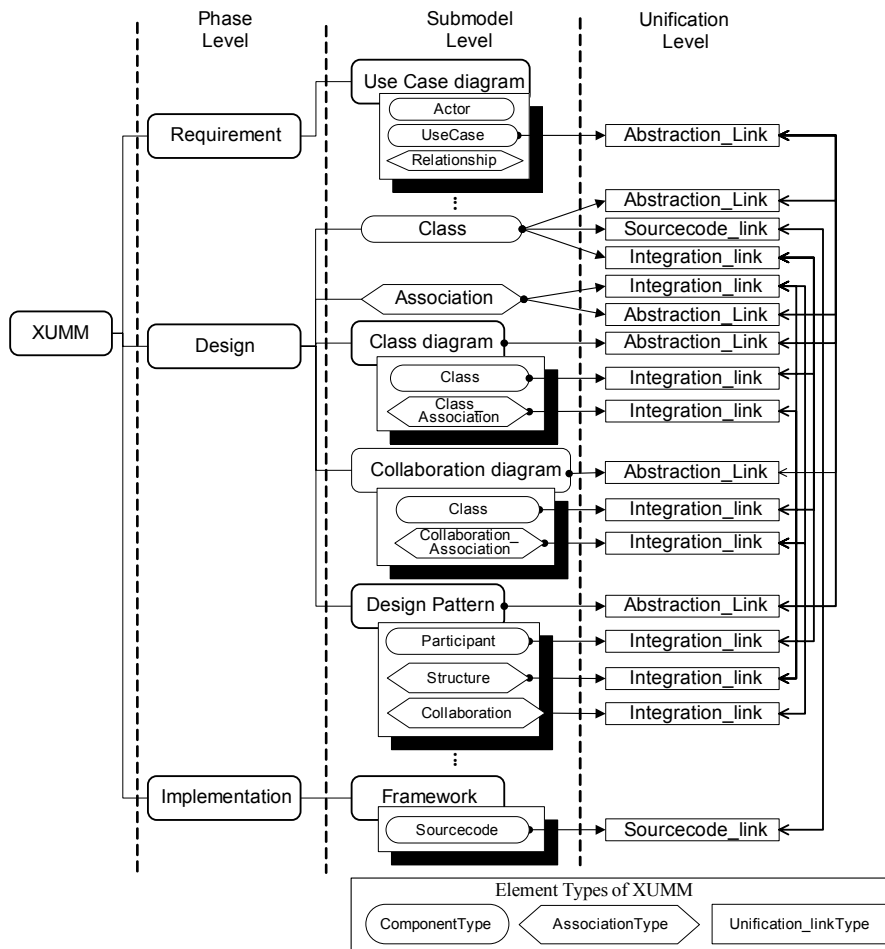 Phase
Level
Submodel
Level
Unification
Level
Use Case diagram
Actor
Requirement
UseCase
Abstraction_Link
Relationship
Abstraction_Link
Class
Sourcecode_link
Integration_link
Integration_link
Association
Abstraction_Link
XUMM
Design
Class diagram
Abstraction_Link
Class
Integration_link
Class_
Association
Integration_link
Collaboration diagram
Abstraction_Link
Class
Integration_link
Collaboration_
Association
Integration_link
Design Pattern
Abstraction_Link
Participant
Integration_link
Structure
Integration_link
Collaboration
Integration_link
Implementation
Framework
Sourcecode
Sourcecode_link
Element Types of XUMM
ComponentType
AssociationType
Unification_linkType